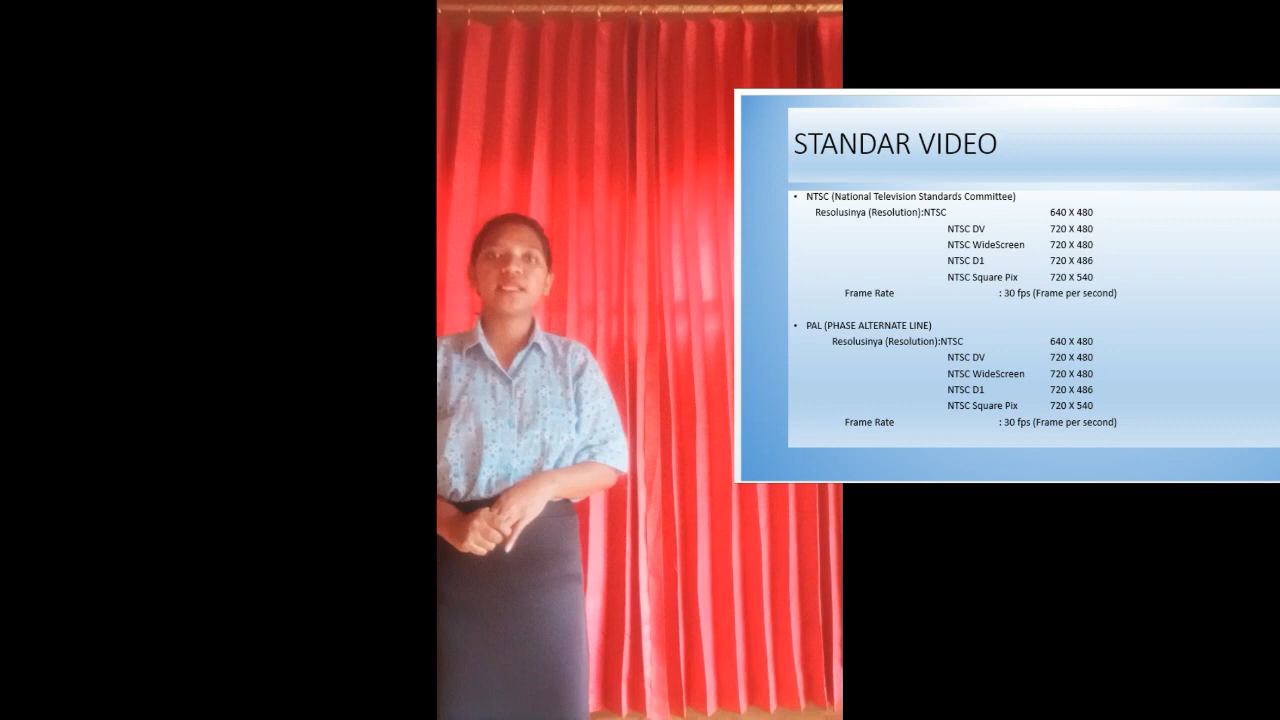 STANDAR VIDEO
• NTSC (National Television Standards Committee)
Resolusinya (Resolution):NTSC 640 X 480
NTSC DV 720 X 480
NTSC WideScreen 720 X 480
NTSC D1 720 X 486
NTSC Square Pix 720 X 540
Frame Rate : 30 fps (Frame per second)
• PAL (PHASE ALTERNATE LINE)
Resolusinya (Resolution):NTSC 640 X 480
NTSC DV 720 X 480
NTSC WideScreen 720 X 480
NTSC D1 720 X 486
NTSC Square Pix 720 X 540
Frame Rate : 30 fps (Frame per second)